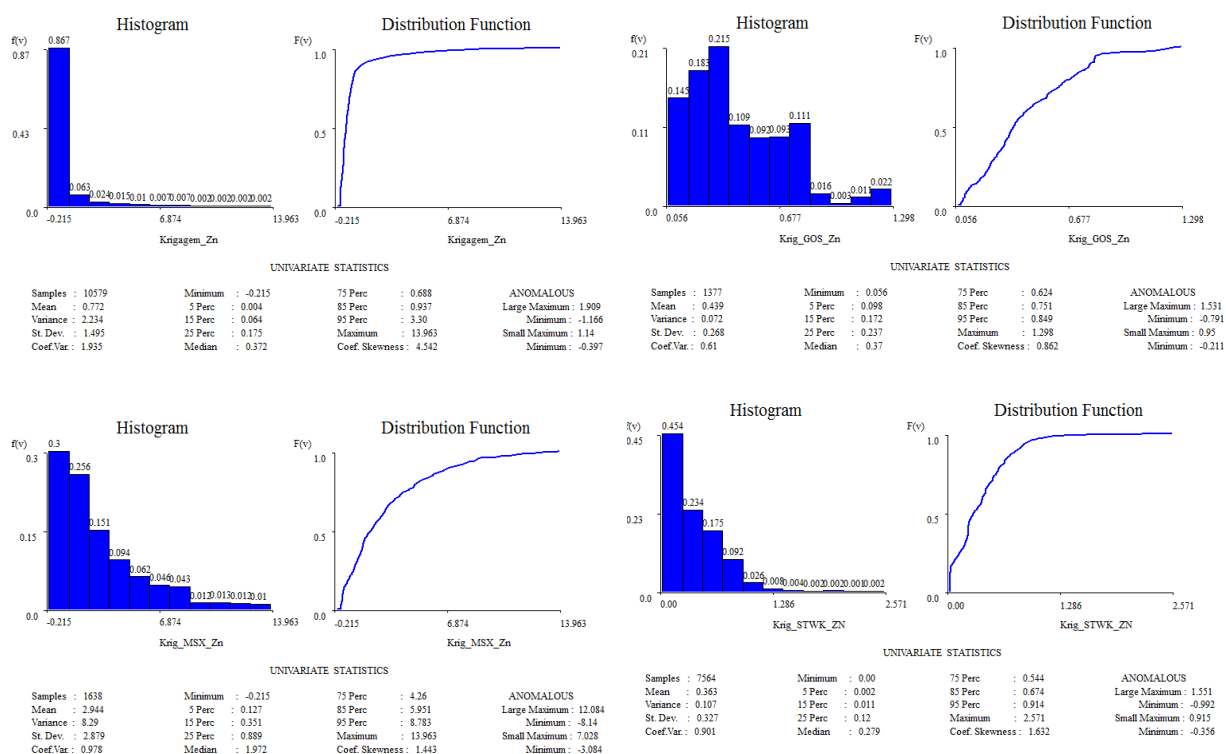 Histogram
Distribution Function
f(v)
0.87
0.43
0.0
0.867
0.063
0.024
0.015
0.01
0.007
0.007
0.002
0.002
0.002
0.002
-0.215
6.874
13.963
Krigagem_Zn
F(v)
1.0
0.5
0.0
-0.215
6.874
13.963
Krigagem_Zn
UNIVARIATE STATISTICS
Samples : 10579 Minimum : -0.215 75 Perc : 0.688 ANOMALOUS
Mean : 0.772 5 Perc : 0.004 85 Perc : 0.937 Large Maximum : 1.909
Variance : 2.234 15 Perc : 0.064 95 Perc : 3.30 Minimum : -1.166
St. Dev. : 1.495 25 Perc : 0.175 Maximum : 13.963 Small Maximum : 1.14
Coef.Var. : 1.935 Median : 0.372 Coef. Skewness : 4.542 Minimum : -0.397
Histogram
Distribution Function
f(v)
0.21
0.11
0.0
0.145
0.183
0.215
0.109
0.092
0.093
0.111
0.016
0.003
0.011
0.022
0.056
0.677
1.298
Krig_GOS_Zn
F(v)
1.0
0.5
0.0
0.056
0.677
1.298
Krig_GOS_Zn
UNIVARIATE STATISTICS
Samples : 1377 Minimum : 0.056 75 Perc : 0.624 ANOMALOUS
Mean : 0.439 5 Perc : 0.098 85 Perc : 0.751 Large Maximum : 1.531
Variance : 0.072 15 Perc : 0.172 95 Perc : 0.849 Minimum : -0.791
St. Dev. : 0.268 25 Perc : 0.237 Maximum : 1.298 Small Maximum : 0.95
Coef.Var. : 0.61 Median : 0.37 Coef. Skewness : 0.862 Minimum : -0.211
Histogram
Distribution Function
f(v)
0.3
0.15
0.0
0.3
0.256
0.151
0.094
0.062
0.046
0.043
0.012
0.013
0.012
0.01
-0.215
6.874
13.963
Krig_MSX_Zn
F(v)
1.0
0.5
0.0
-0.215
6.874
13.963
Krig_MSX_Zn
UNIVARIATE STATISTICS
Samples : 1638 Minimum : -0.215 75 Perc : 4.26 ANOMALOUS
Mean : 2.944 5 Perc : 0.127 85 Perc : 5.951 Large Maximum : 12.084
Variance : 8.29 15 Perc : 0.351 95 Perc : 8.783 Minimum : -8.14
St. Dev. : 2.879 25 Perc : 0.889 Maximum : 13.963 Small Maximum : 7.028
Coef.Var. : 0.978 Median : 1.972 Coef. Skewness : 1.443 Minimum : -3.084
Histogram
Distribution Function
f(v)
0.45
0.23
0.0
0.454
0.234
0.175
0.092
0.026
0.008
0.004
0.002
0.002
0.001
0.002
0.00
1.286
2.571
Krig_STWK_ZN
F(v)
1.0
0.5
0.0
0.00
1.286
2.571
Krig_STWK_ZN
UNIVARIATE STATISTICS
Samples : 7564 Minimum : 0.00 75 Perc : 0.544 ANOMALOUS
Mean : 0.363 5 Perc : 0.002 85 Perc : 0.674 Large Maximum : 1.551
Variance : 0.107 15 Perc : 0.011 95 Perc : 0.914 Minimum : -0.992
St. Dev. : 0.327 25 Perc : 0.12 Maximum : 2.571 Small Maximum : 0.915
Coef.Var. : 0.901 Median : 0.279 Coef. Skewness : 1.632 Minimum : -0.356